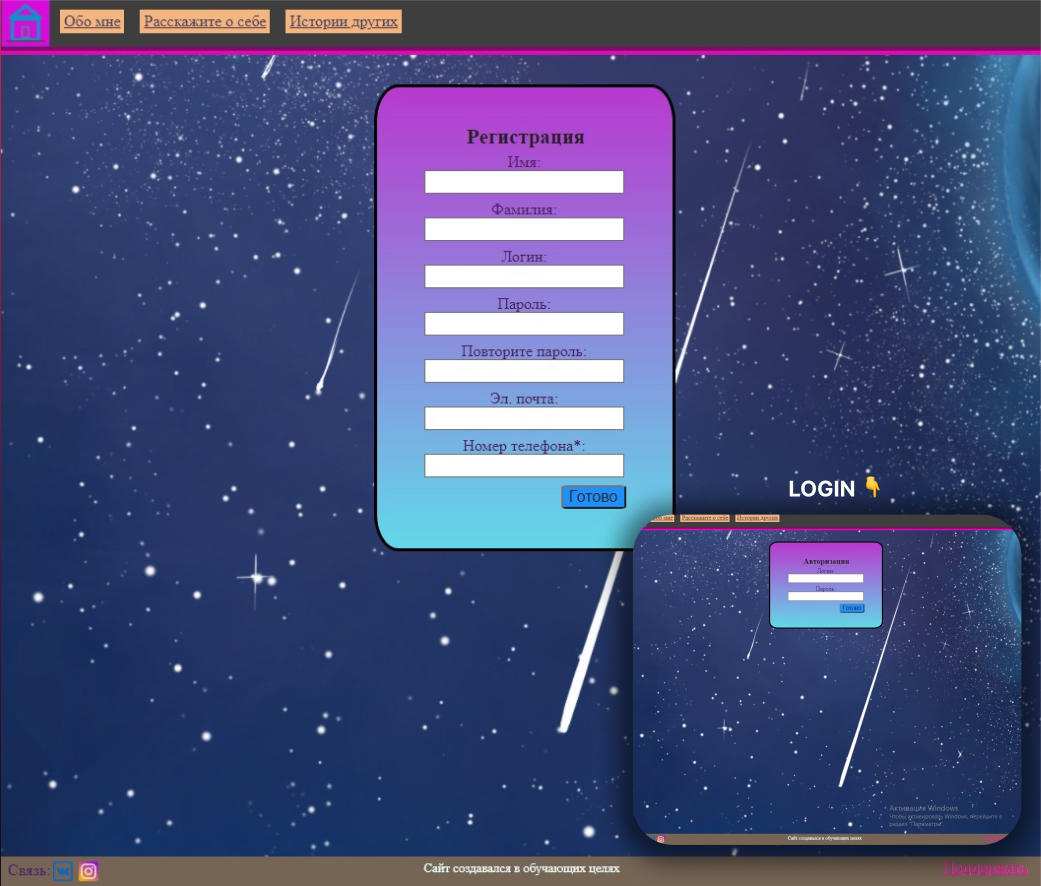 Обо мне
Расскажите о себе
Истории других
Регистрация
Имя:
Фамилия:
Логин:
Пароль:
Повторите пароль:
Эл. почта:
Номер телефона*:
Готово
LOGIN 👇
Обо мне
Расскажите о себе
Истории других
Авторизация
Логин:
Пароль:
Готово
Активация Windows
Чтобы активировать Windows, перейдите в
раздел "Параметры".
Сайт создавался в обучающих целях
Связь:
Сайт создавался в обучающих целях
Поддержать